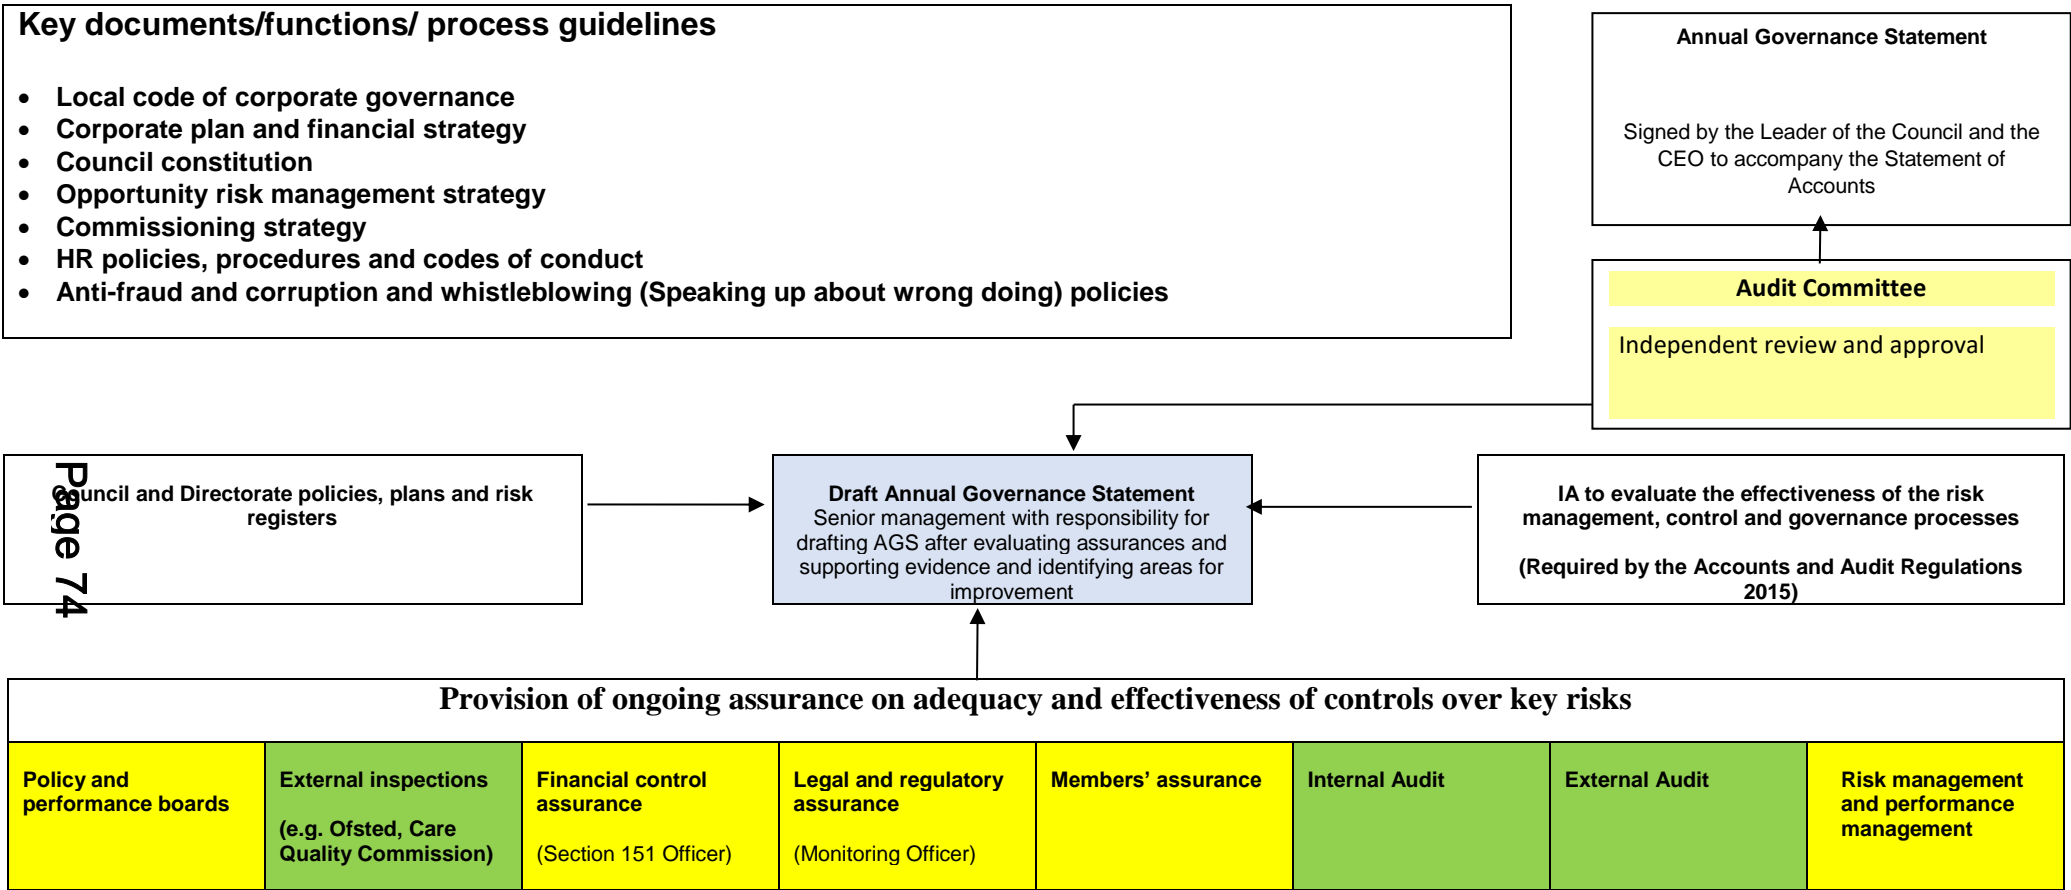 Key documents/functions/ process guidelines
• Local code of corporate governance
• Corporate plan and financial strategy
• Council constitution
• Opportunity risk management strategy
• Commissioning strategy
• HR policies, procedures and codes of conduct
• Anti-fraud and corruption and whistleblowing (Speaking up about wrong doing) policies
Annual Governance Statement
Signed by the Leader of the Council and the
CEO to accompany the Statement of
Accounts
Audit Committee
Independent review and approval
Page 74
Council and Directorate policies, plans and risk
registers
Draft Annual Governance Statement
Senior management with responsibility for
drafting AGS after evaluating assurances and
supporting evidence and identifying areas for
improvement
IA to evaluate the effectiveness of the risk
management, control and governance processes
(Required by the Accounts and Audit Regulations
2015)
Provision of ongoing assurance on adequacy and effectiveness of controls over key risks
Policy and
performance boards
External inspections
(e.g. Ofsted, Care
Quality Commission)
Financial control
assurance
(Section 151 Officer)
Legal and regulatory
assurance
(Monitoring Officer)
Members’ assurance
Internal Audit
External Audit
Risk management
and performance
management